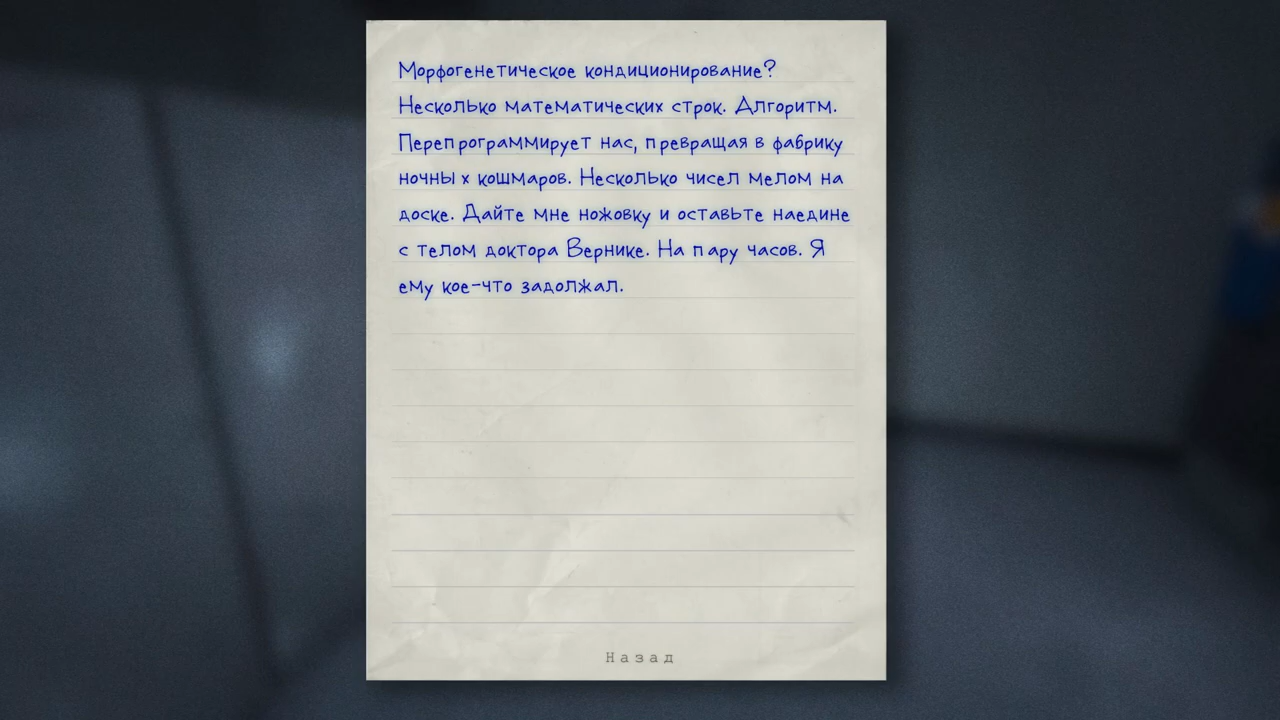 Морфогенетическое кондиционирование?
Несколько математических строк. Алгоритм.
Перепрограммирует нас, превращая в фабрику
ночных кошмаров. Несколько чисел мелом на
доске. Дайте мне ножовку и оставьте наедине
с телом доктора Вернике. На пару часов. Я
ему кое-что задолжал.
Назад